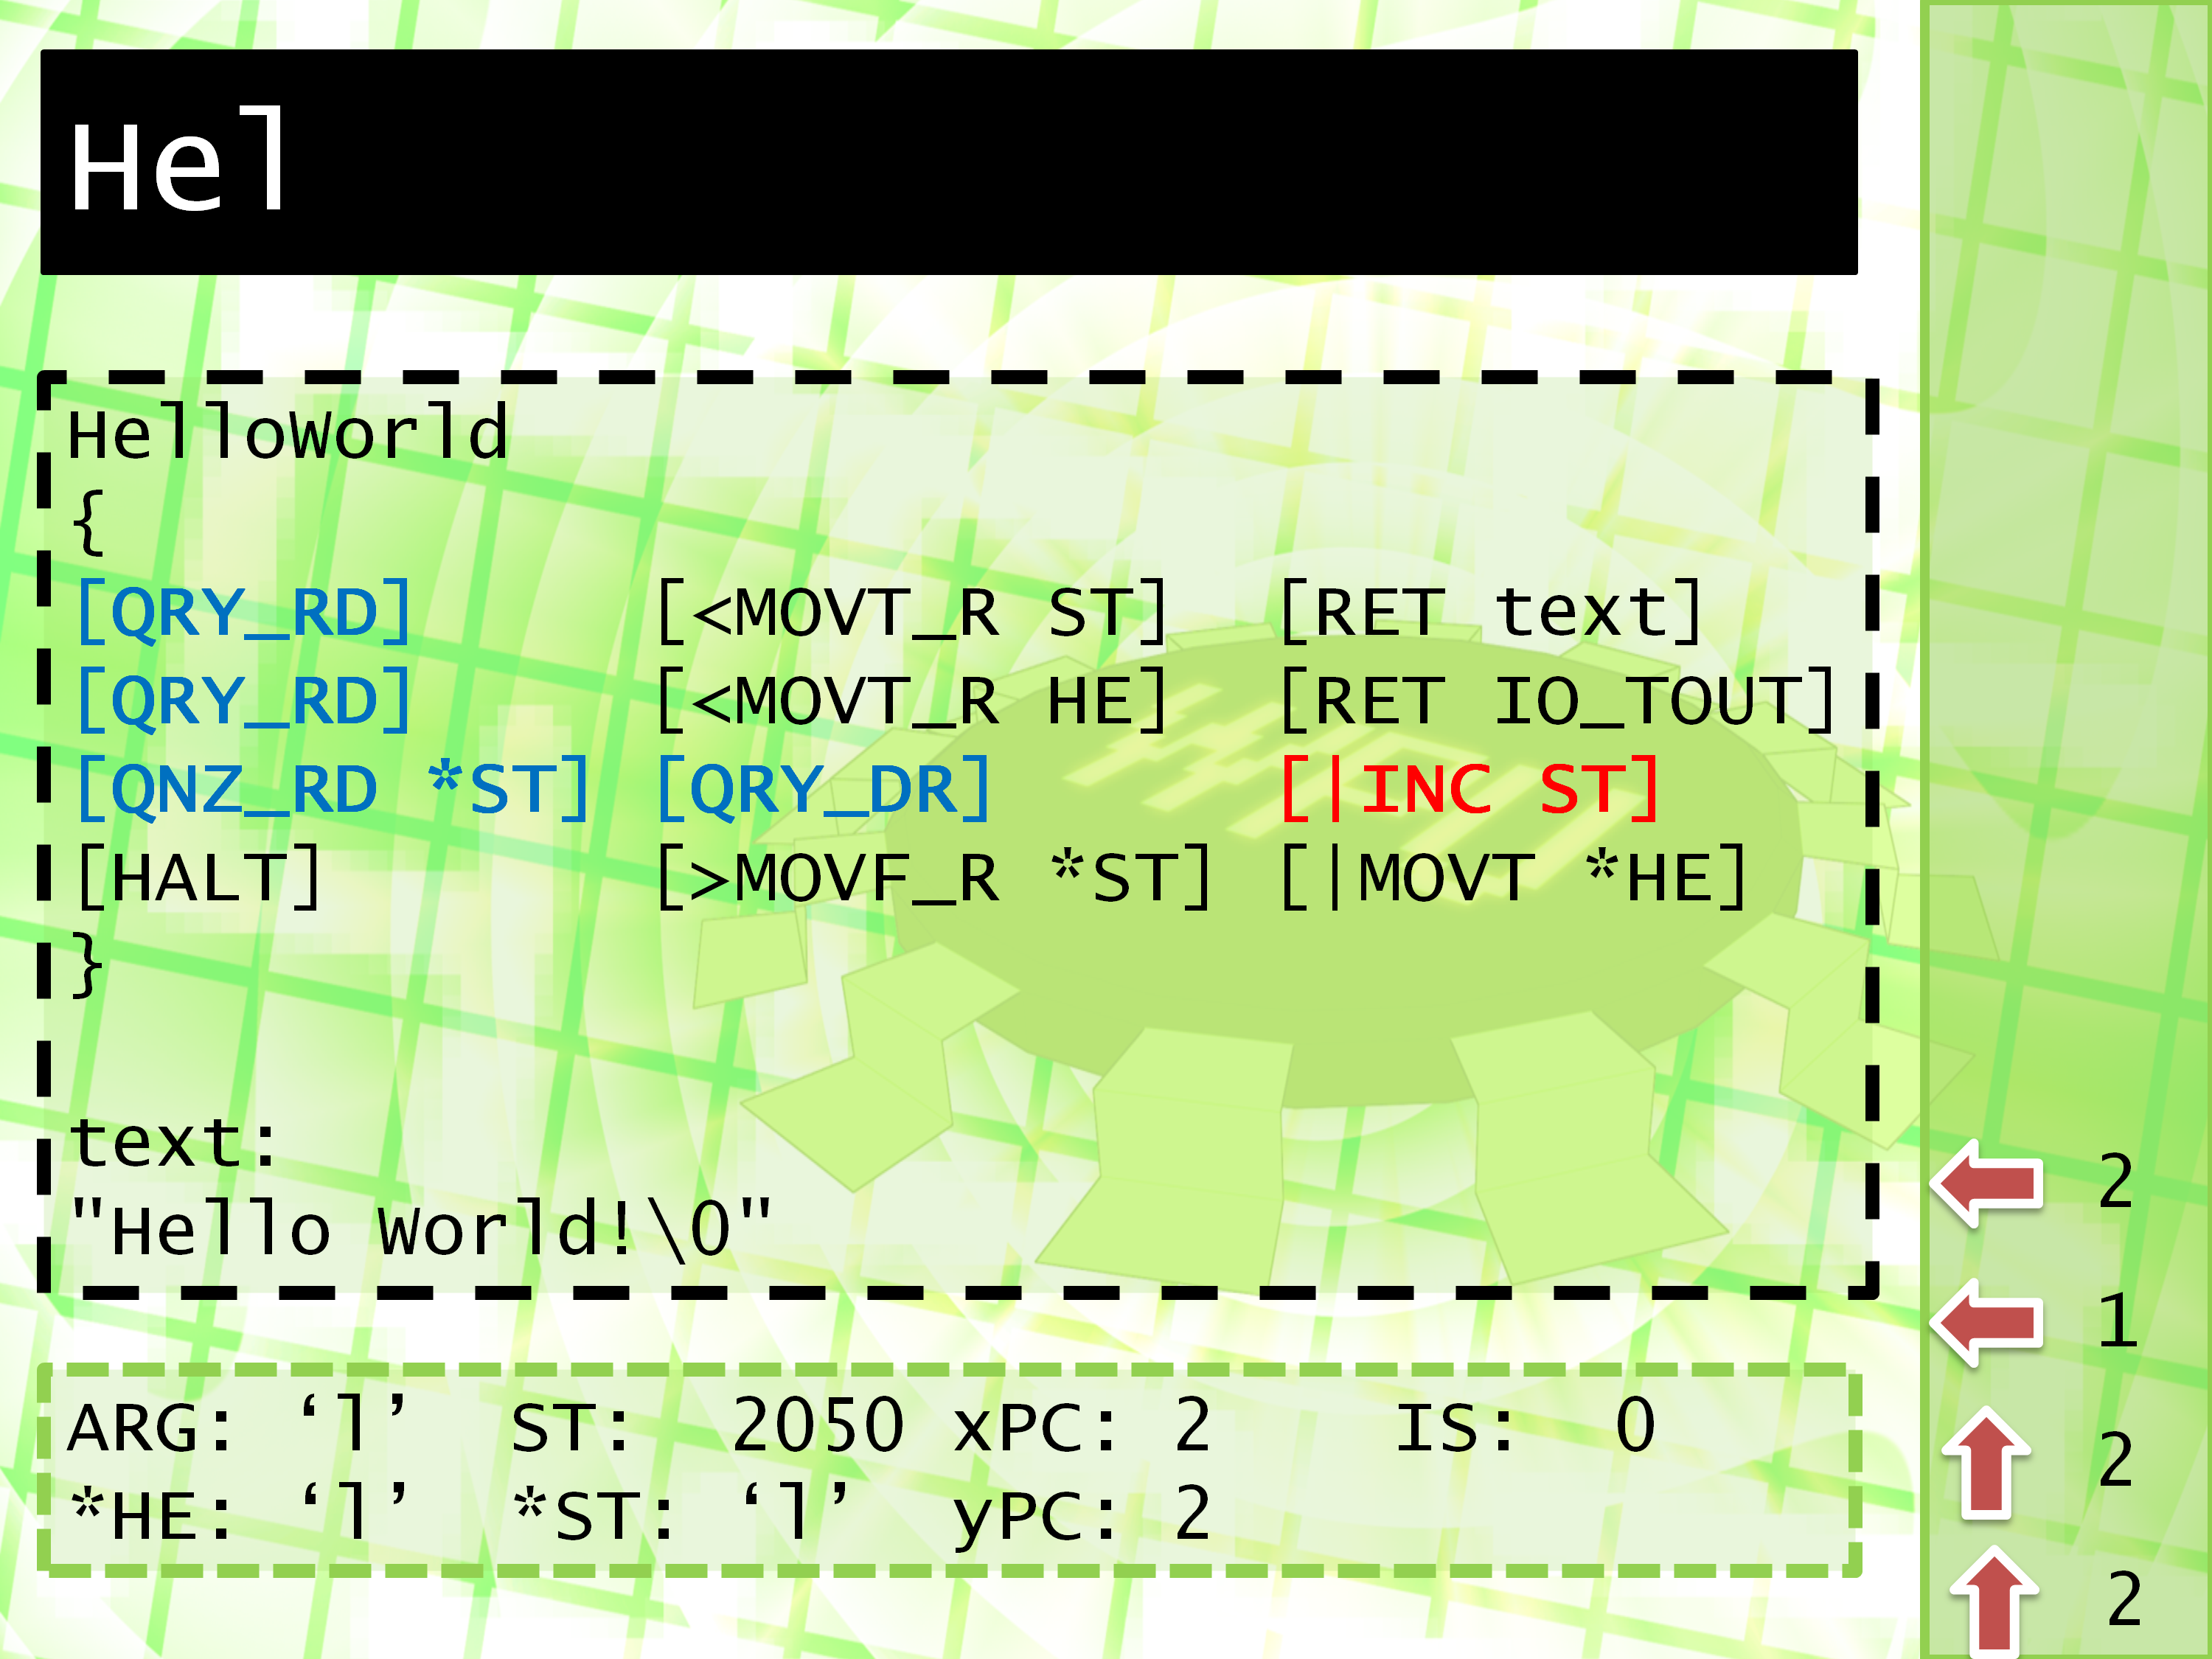 Hel
HelloWorld
{
[QRY_RD] [<MOVT_R ST] [RET text]
[QRY_RD] [<MOVT_R HE] [RET IO_TOUT]
[QNZ_RD *ST] [QRY_DR] [|INC ST]
[HALT] [>MOVF_R *ST] [|MOVT *HE]
}
text:
"Hello World!\0"
ARG: ‘l’ ST: 2050 xPC: 2 IS: 0
*HE: ‘l’ *ST: ‘l’ yPC: 2
2
1
2
2